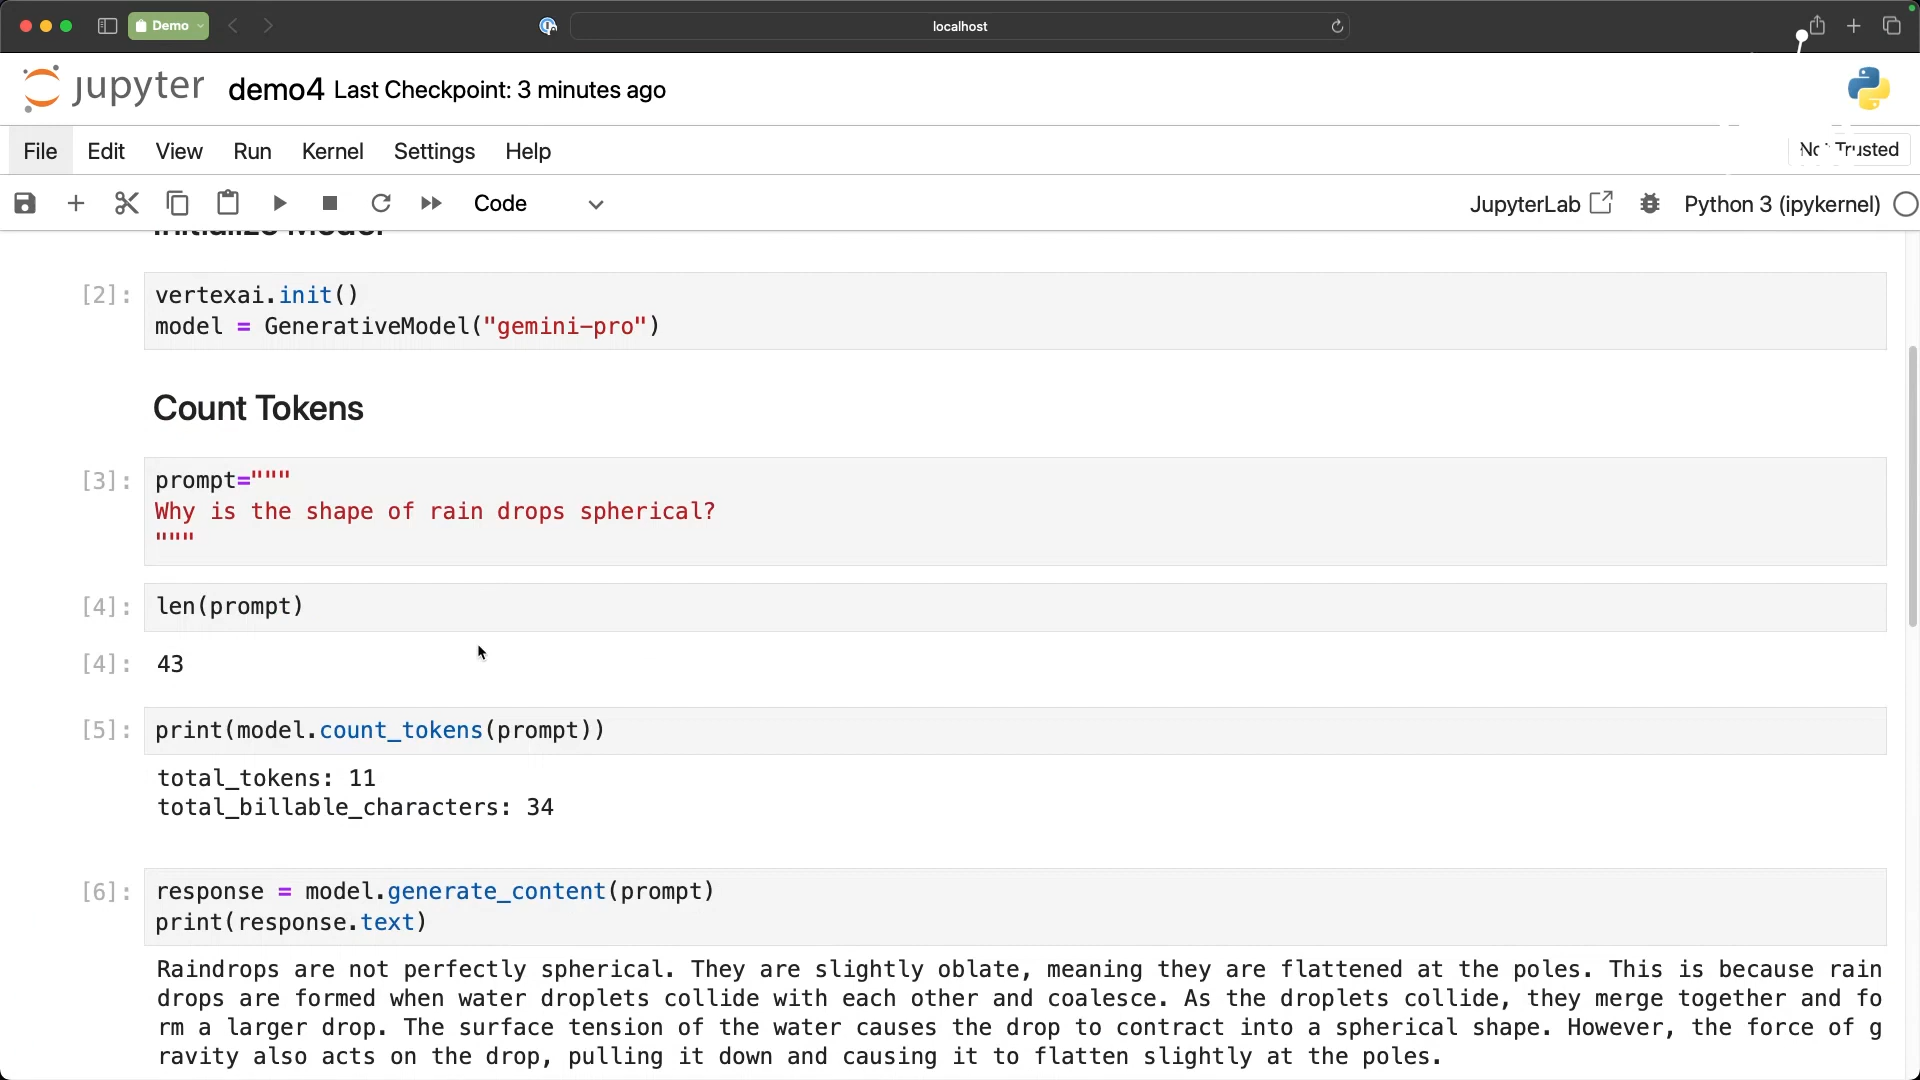 Demo
localhost
jupyter demo4 Last Checkpoint: 3 minutes ago
File Edit View Run Kernel Settings Help
Not Trusted
Code
JupyterLab
Python 3 (ipykernel)
Initialize Model
[2]: vertexai.init()
model = GenerativeModel("gemini-pro")
Count Tokens
[3]: prompt="""
Why is the shape of rain drops spherical?
"""
[4]: len(prompt)
[4]: 43
[5]: print(model.count_tokens(prompt))
total_tokens: 11
total_billable_characters: 34
[6]: response = model.generate_content(prompt)
print(response.text)
Raindrops are not perfectly spherical. They are slightly oblate, meaning they are flattened at the poles. This is because rain
drops are formed when water droplets collide with each other and coalesce. As the droplets collide, they merge together and fo
rm a larger drop. The surface tension of the water causes the drop to contract into a spherical shape. However, the force of g
ravity also acts on the drop, pulling it down and causing it to flatten slightly at the poles.